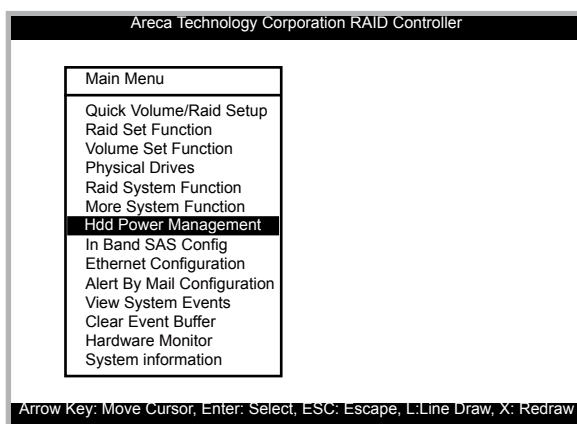 Areca Technology Corporation RAID Controller
Main Menu
Quick Volume/Raid Setup
Raid Set Function
Volume Set Function
Physical Drives
Raid System Function
More System Function
Hdd Power Management
In Band SAS Config
Ethernet Configuration
Alert By Mail Configuration
View System Events
Clear Event Buffer
Hardware Monitor
System information
Arrow Key: Move Cursor, Enter: Select, ESC: Escape, L:Line Draw, X: Redraw